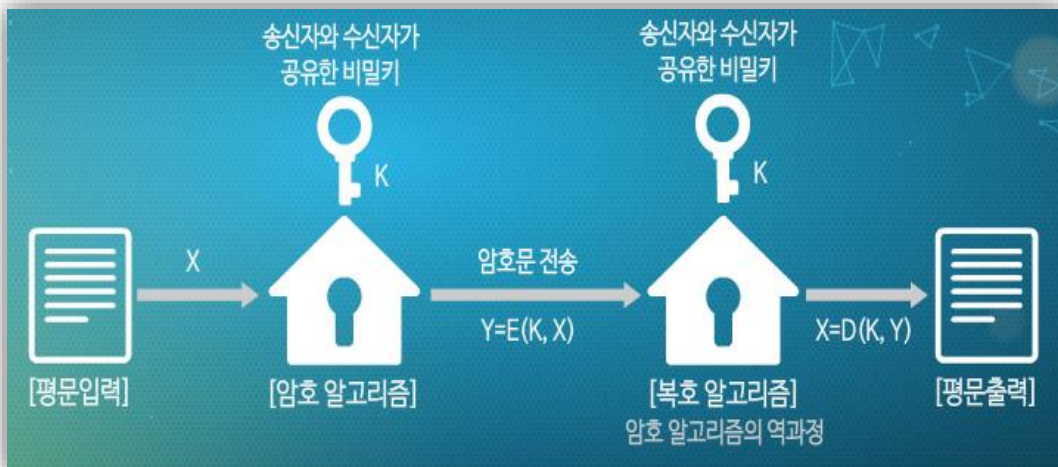 송신자와 수신자가
공유한 비밀키
K
송신자와 수신자가
공유한 비밀키
K
X
암호문 전송
Y=E(K, X)
X=D(K, Y)
[평문입력]
[암호 알고리즘]
[복호 알고리즘]
암호 알고리즘의 역과정
[평문출력]